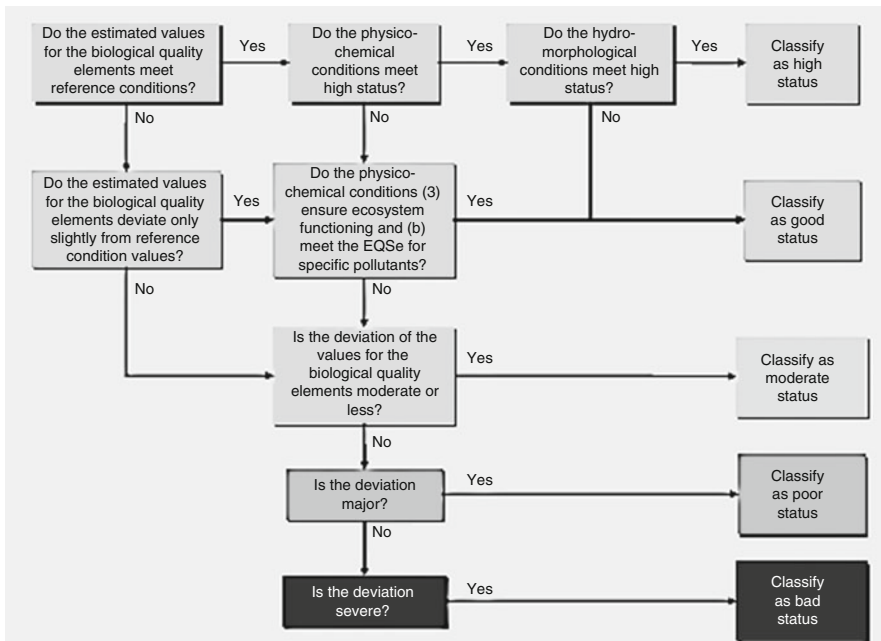 Do the estimated values
for the biological quality
elements meet
reference conditions?
Yes
Do the physico-
chemical
conditions meet
high status?
Yes
Do the hydro-
morphological
conditions meet high
status?
Yes
Classify
as high
status
No
No
No
Do the estimated values
for the biological quality
elements deviate only
slightly from reference
condition values?
Yes
Do the physico-
chemical conditions (3)
ensure ecosystem
functioning and (b)
meet the EQSe for
specific pollutants?
Yes
Classify
as good
status
No
No
Is the deviation of the
values for the
biological quality
elements moderate or
less?
Yes
Classify as
moderate
status
No
Is the deviation
major?
Yes
Classify
as poor
status
No
Is the deviation
severe?
Yes
Classify
as bad
status